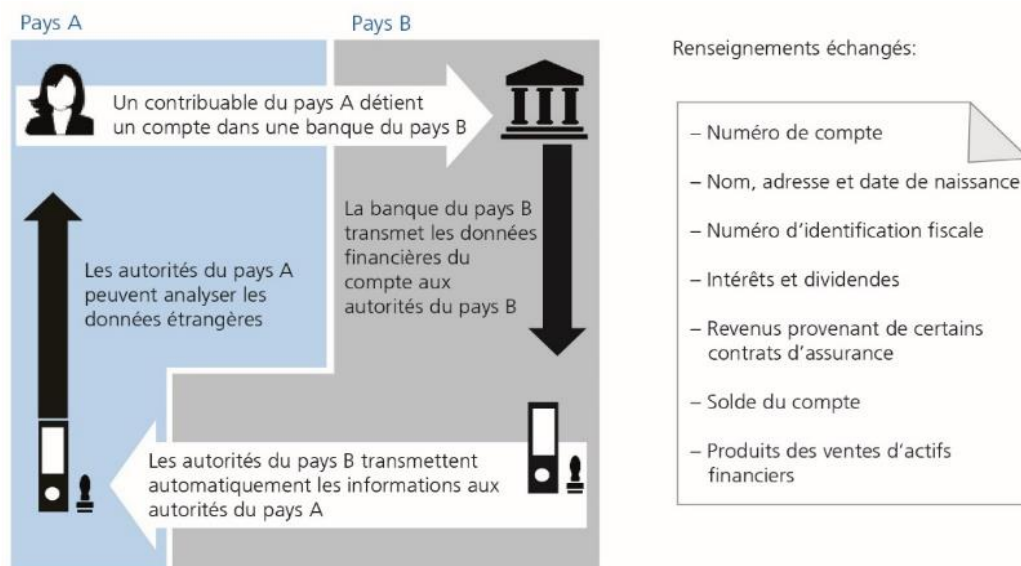 Pays A
Pays B
Un contribuable du pays A détient
un compte dans une banque du pays B
La banque du pays B
transmet les données
financières du
compte aux
autorités du pays B
Les autorités du pays A
peuvent analyser les
données étrangères
Les autorités du pays B transmettent
automatiquement les informations aux
autorités du pays A
Renseignements échangés:
– Numéro de compte
– Nom, adresse et date de naissance
– Numéro d'identification fiscale
– Intérêts et dividendes
– Revenus provenant de certains
contrats d'assurance
– Solde du compte
– Produits des ventes d'actifs
financiers